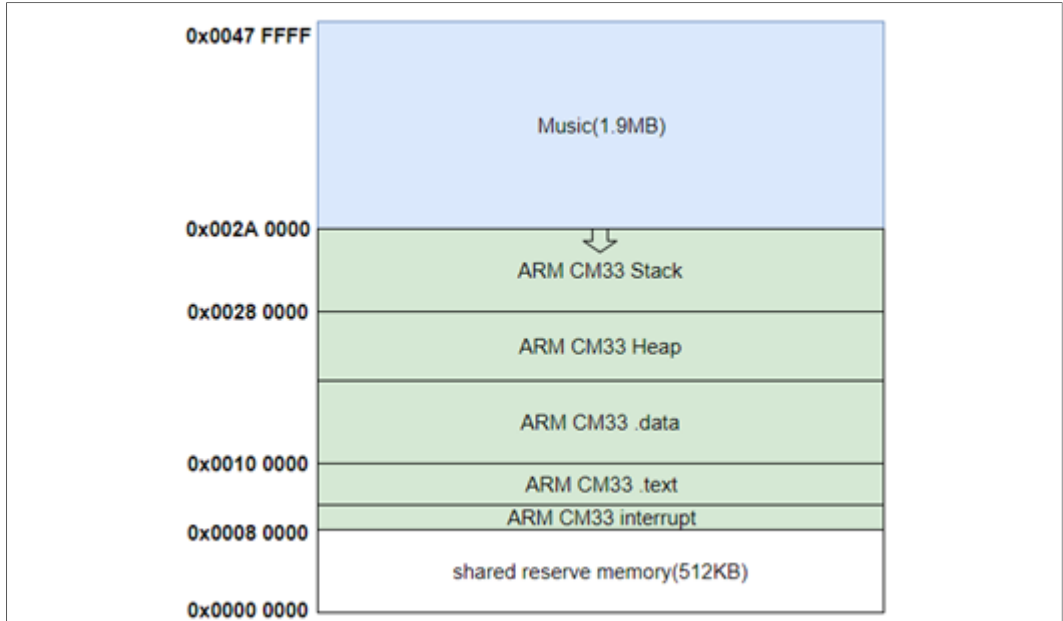 0x0047 FFFF
Music(1.9MB)
0x002A 0000
ARM CM33 Stack
0x0028 0000
ARM CM33 Heap
ARM CM33 .data
0x0010 0000
ARM CM33 .text
ARM CM33 interrupt
0x0008 0000
shared reserve memory(512KB)
0x0000 0000